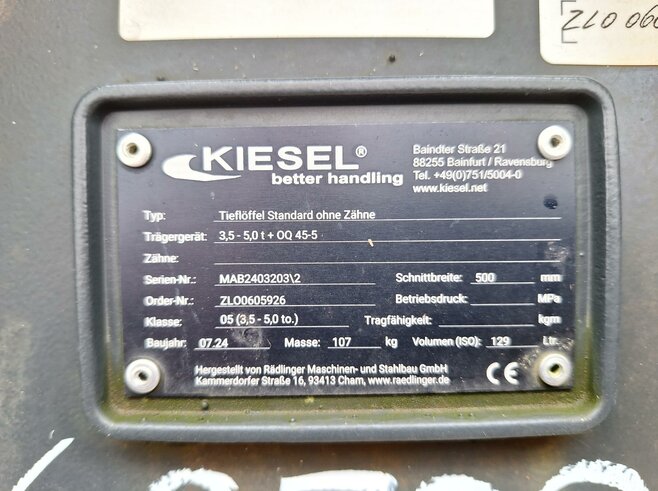 KIESEL®
better handling
Baindter Straße 21
88255 Bainfurt / Ravensburg
Tel. +49(0)751/5004-0
www.kiesel.net
Typ: Tieflöffel Standard ohne Zähne
Trägergerät: 3,5 - 5,0 t + OQ 45-5
Zähne:
Serien-Nr.: MAB2403203\2 Schnittbreite: 500 mm
Order-Nr.: ZLO0605926 Betriebsdruck: MPa
Klasse: 05 (3,5 - 5,0 to.) Tragfähigkeit: kgm
Baujahr: 07.24 Masse: 107 kg Volumen (ISO): 129 Ltr.
Hergestellt von Rädlinger Maschinen- und Stahlbau GmbH
Kammerdorfer Straße 16, 93413 Cham, www.raedlinger.de
CE